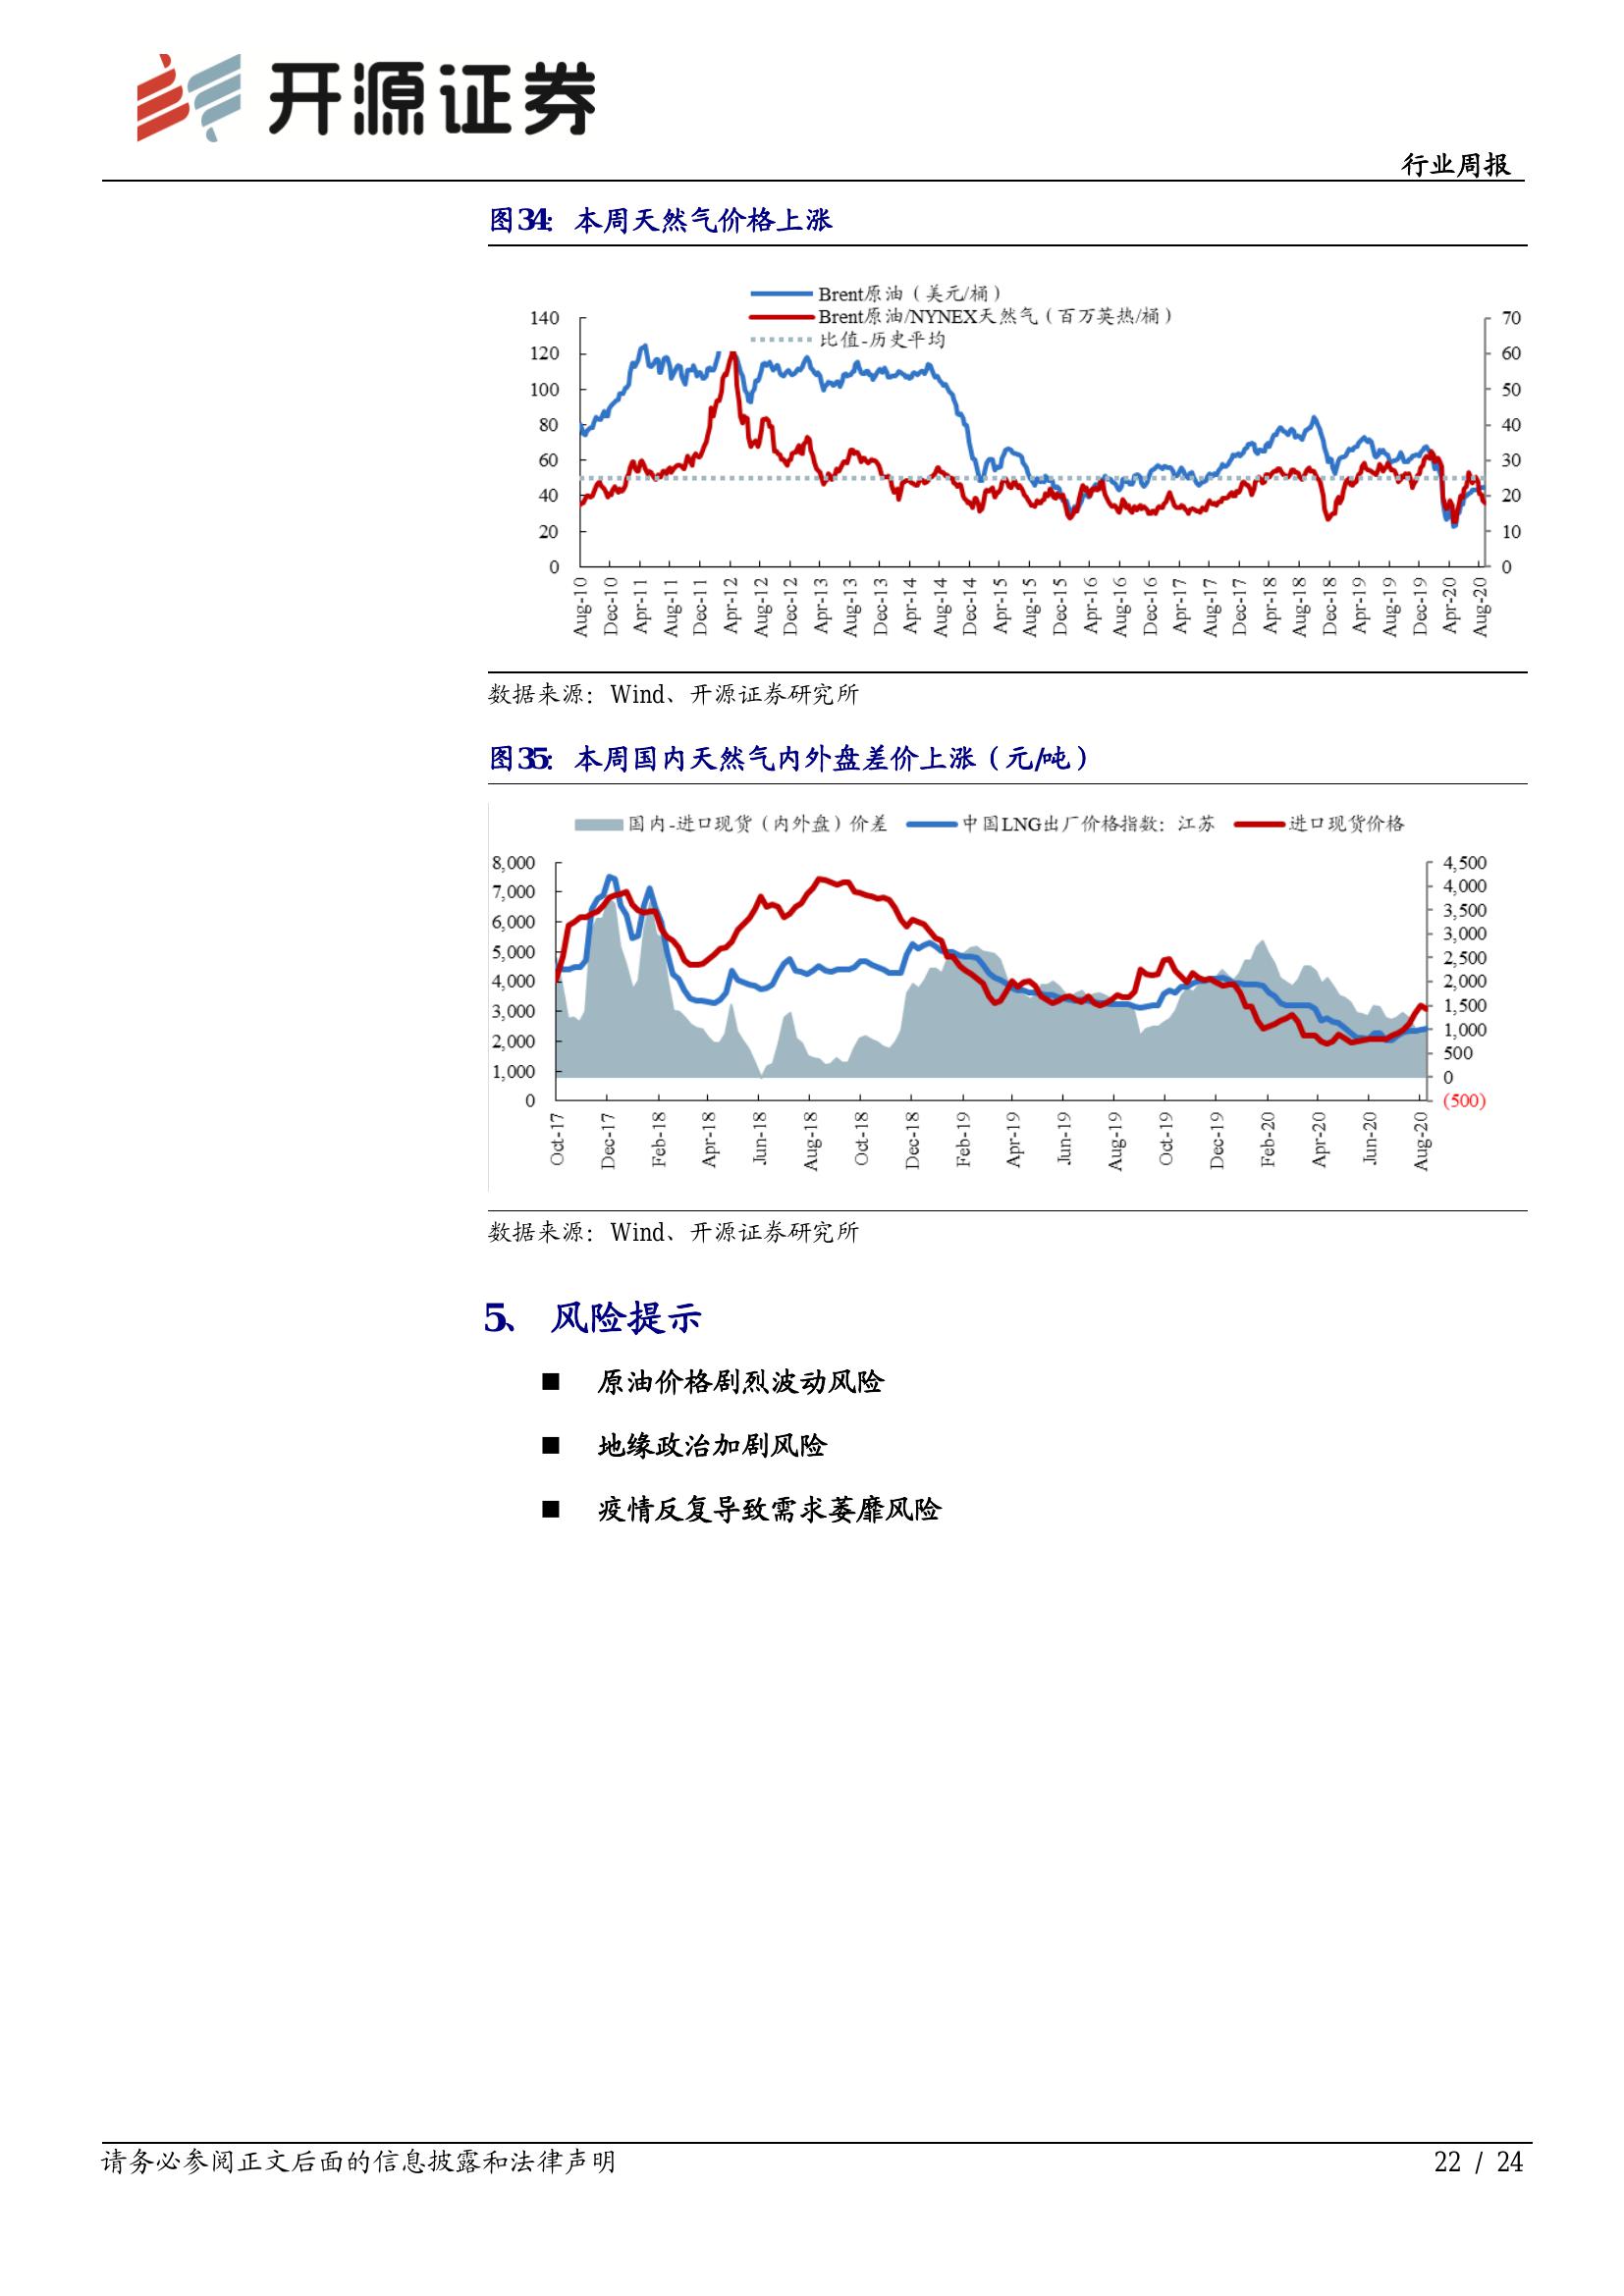 开源证券
行业周报
图34：本周天然气价格上涨
Brent原油（美元/桶）
Brent原油/NYNEX天然气（百万英热/桶）
比值-历史平均
140
120
100
80
60
40
20
0
70
60
50
40
30
20
10
0
Aug-10
Dec-10
Apr-11
Aug-11
Dec-11
Apr-12
Aug-12
Dec-12
Apr-13
Aug-13
Dec-13
Apr-14
Aug-14
Dec-14
Apr-15
Aug-15
Dec-15
Apr-16
Aug-16
Dec-16
Apr-17
Aug-17
Dec-17
Apr-18
Aug-18
Dec-18
Apr-19
Aug-19
Dec-19
Apr-20
Aug-20
数据来源：Wind、开源证券研究所
图35：本周国内天然气内外盘差价上涨（元/吨）
国内-进口现货（内外盘）价差 中国LNG出厂价格指数：江苏 进口现货价格
8,000
7,000
6,000
5,000
4,000
3,000
2,000
1,000
0
4,500
4,000
3,500
3,000
2,500
2,000
1,500
1,000
500
0
(500)
Oct-17
Dec-17
Feb-18
Apr-18
Jun-18
Aug-18
Oct-18
Dec-18
Feb-19
Apr-19
Jun-19
Aug-19
Oct-19
Dec-19
Feb-20
Apr-20
Jun-20
Aug-20
数据来源：Wind、开源证券研究所
5、 风险提示
■ 原油价格剧烈波动风险
■ 地缘政治加剧风险
■ 疫情反复导致需求萎靡风险
请务必参阅正文后面的信息披露和法律声明
22 / 24